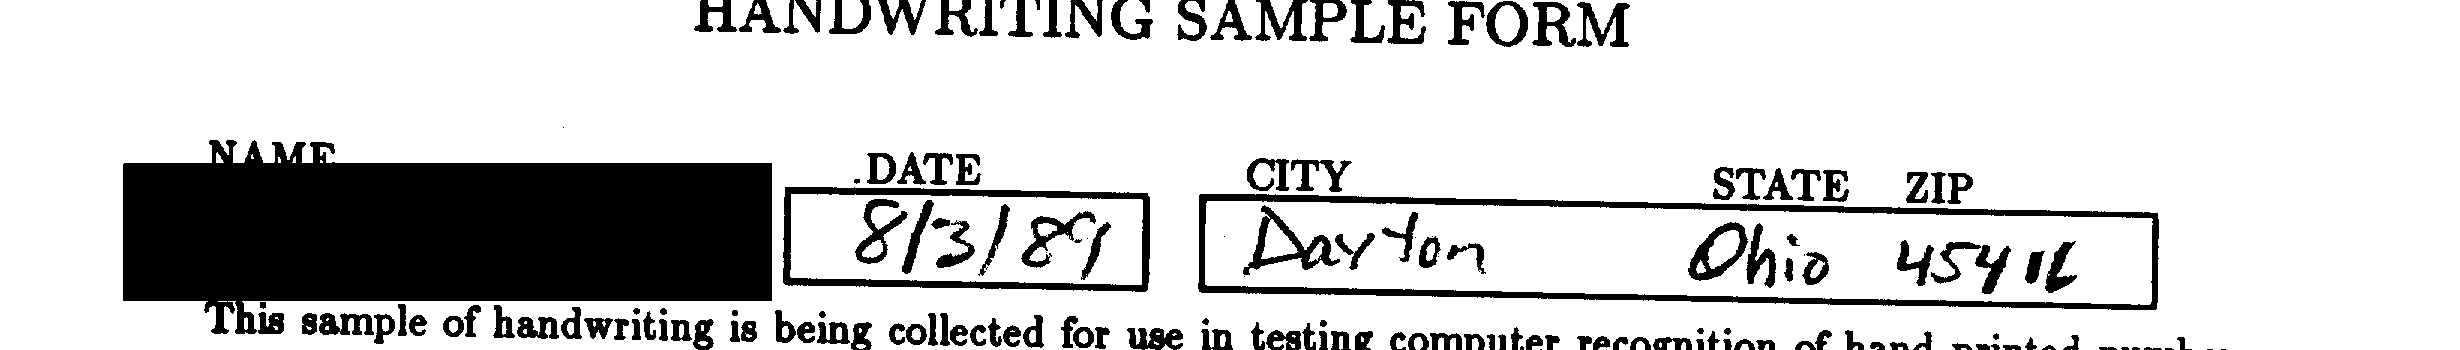 HANDWRITING SAMPLE FORM
NAME
DATE
CITY STATE ZIP
8/3/89
Dayton Ohio 45416
This sample of handwriting is being collected for use in testing computer recognition of hand printed